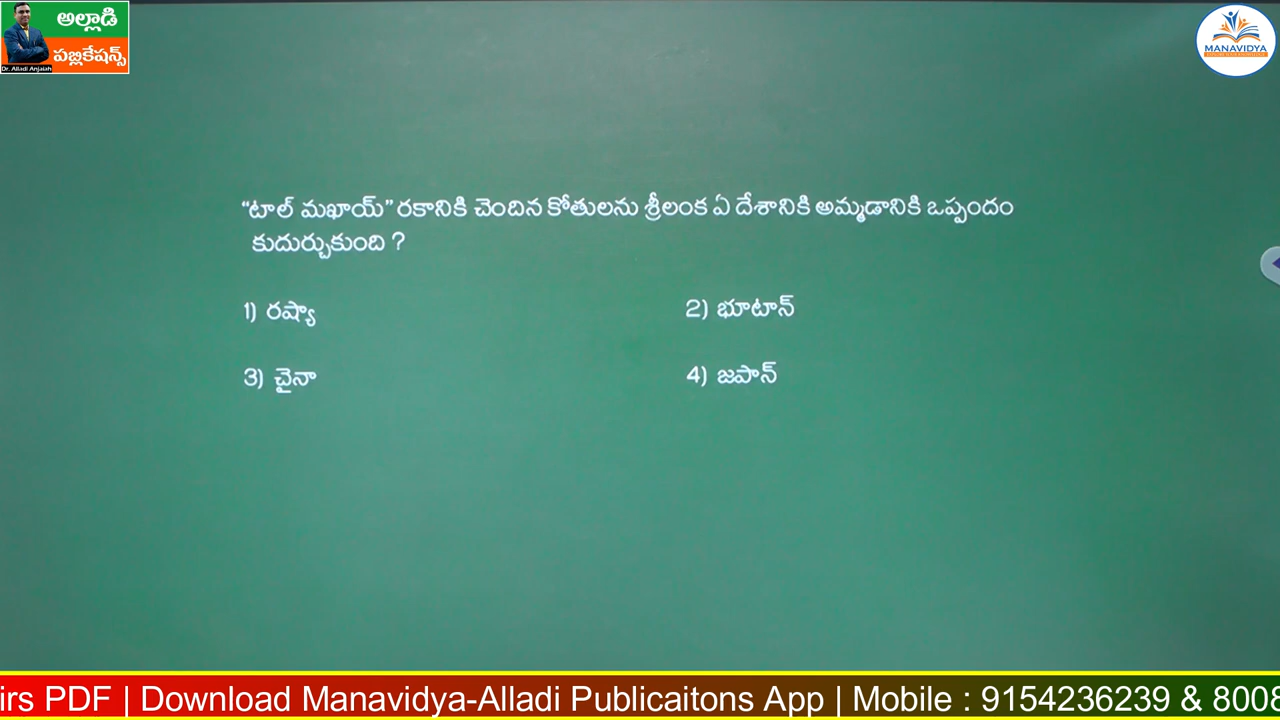 అల్లాడి
పబ్లికేషన్స్
Dr. Alladi Anjaiah
MANAVIDYA
“టాల్ మఖాయ్” రకానికి చెందిన కోతులను శ్రీలంక ఏ దేశానికి అమ్మడానికి ఒప్పందం
కుదుర్చుకుంది ?
1) రష్యా
2) భూటాన్
3) చైనా
4) జపాన్
irs PDF | Download Manavidya-Alladi Publicaitons App | Mobile : 9154236239 & 8008